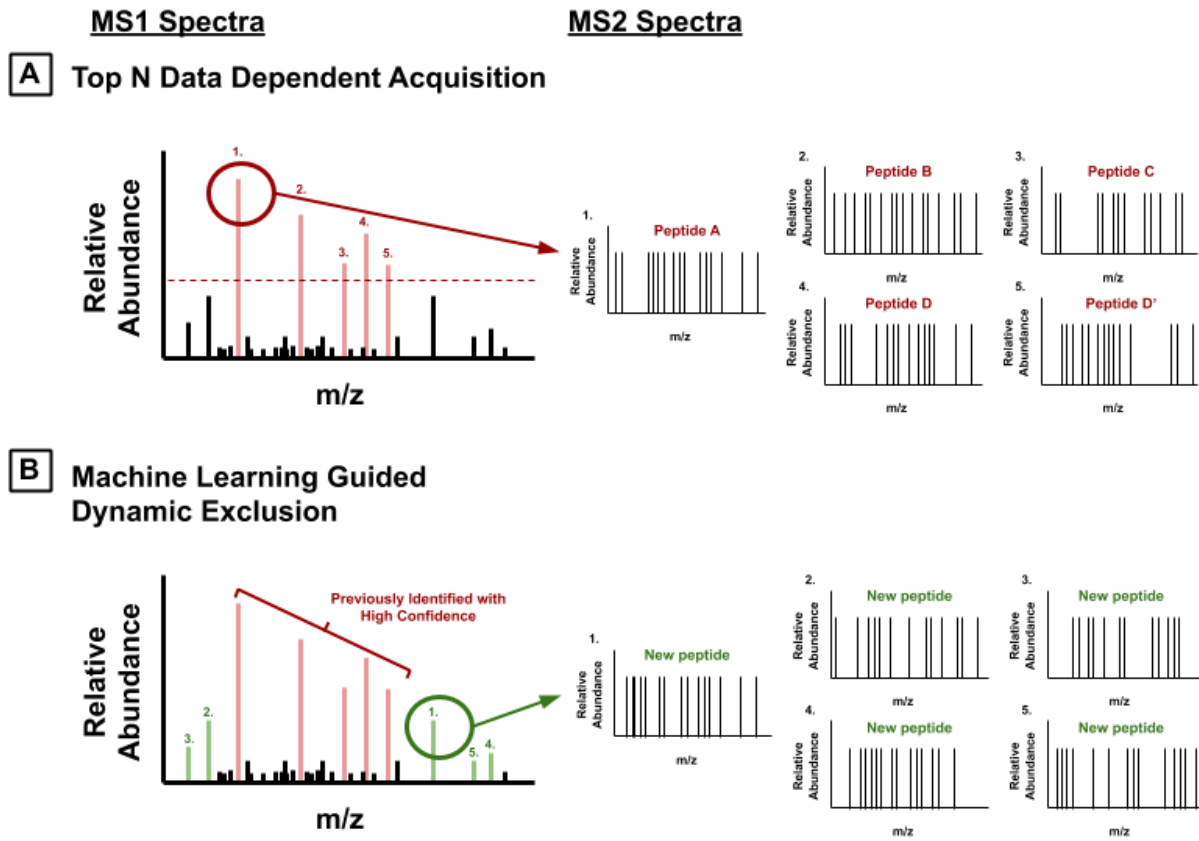 MS1 Spectra
MS2 Spectra
A
Top N Data Dependent Acquisition
Relative
Abundance
1.
2.
3.
4.
5.
m/z
1.
Peptide A
Relative
Abundance
m/z
2.
Peptide B
Relative
Abundance
m/z
3.
Peptide C
Relative
Abundance
m/z
4.
Peptide D
Relative
Abundance
m/z
5.
Peptide D'
Relative
Abundance
m/z
B
Machine Learning Guided
Dynamic Exclusion
Relative
Abundance
Previously Identified with
High Confidence
3.
2.
1.
5.
4.
m/z
1.
New peptide
Relative
Abundance
m/z
2.
New peptide
Relative
Abundance
m/z
3.
New peptide
Relative
Abundance
m/z
4.
New peptide
Relative
Abundance
m/z
5.
New peptide
Relative
Abundance
m/z